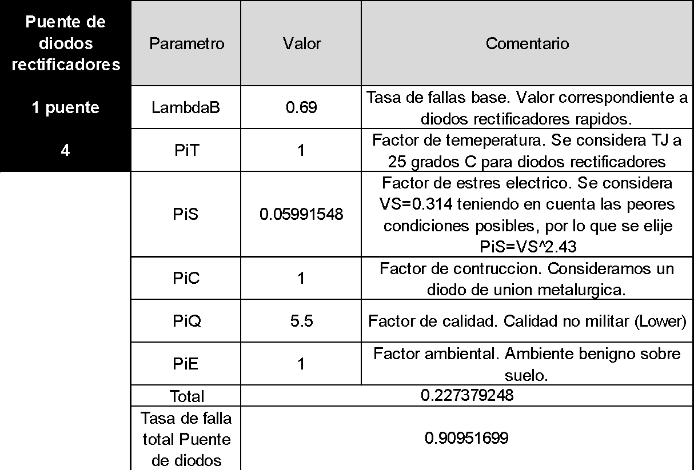 Puente de
diodos
rectificadores
Parametro
Valor
Comentario
1 puente
LambdaB
0.69
Tasa de fallas base. Valor correspondiente a
diodos rectificadores rapidos.
4
PiT
1
Factor de temeperatura. Se considera TJ a
25 grados C para diodos rectificadores
PiS
0.05991548
Factor de estres electrico. Se considera
VS=0.314 teniendo en cuenta las peores
condiciones posibles, por lo que se elije
PiS=VS^2.43
PiC
1
Factor de contruccion. Consideramos un
diodo de union metalurgica.
PiQ
5.5
Factor de calidad. Calidad no militar (Lower)
PiE
1
Factor ambiental. Ambiente benigno sobre
suelo.
Total
0.227379248
Tasa de falla
total Puente
de diodos
0.90951699